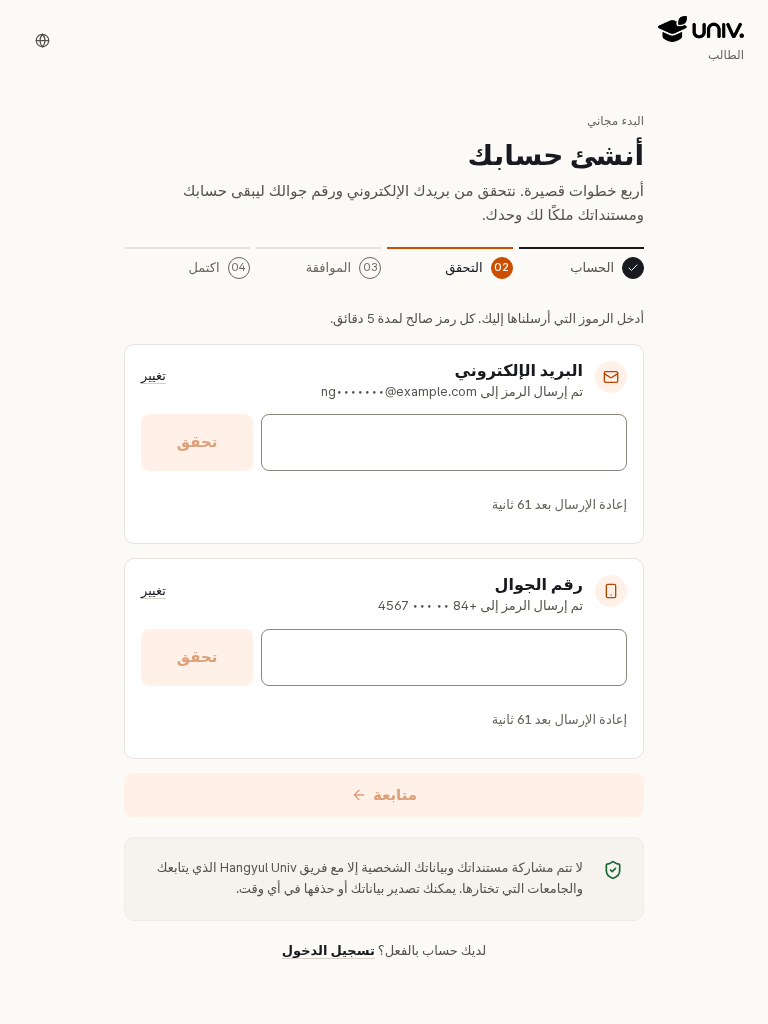 UNIV.
الطالب
البدء مجاني
أنشئ حسابك
أربع خطوات قصيرة. نتحقق من بريدك الإلكتروني ورقم جوالك ليبقى حسابك
ومستنداتك ملكًا لك وحدك.
الحساب
02 التحقق
03 الموافقة
04 اكتمل
أدخل الرموز التي أرسلناها إليك. كل رمز صالح لمدة 5 دقائق.
البريد الإلكتروني
تغيير
تم إرسال الرمز إلى ng•••••••@example.com
تحقق
إعادة الإرسال بعد 61 ثانية
رقم الجوال
تغيير
تم إرسال الرمز إلى +84 •• ••• 4567
تحقق
إعادة الإرسال بعد 61 ثانية
متابعة ←
لا تتم مشاركة مستنداتك وبياناتك الشخصية إلا مع فريق Hangyul Univ الذي يتابعك
والجامعات التي تختارها. يمكنك تصدير بياناتك أو حذفها في أي وقت.
لديك حساب بالفعل؟ تسجيل الدخول